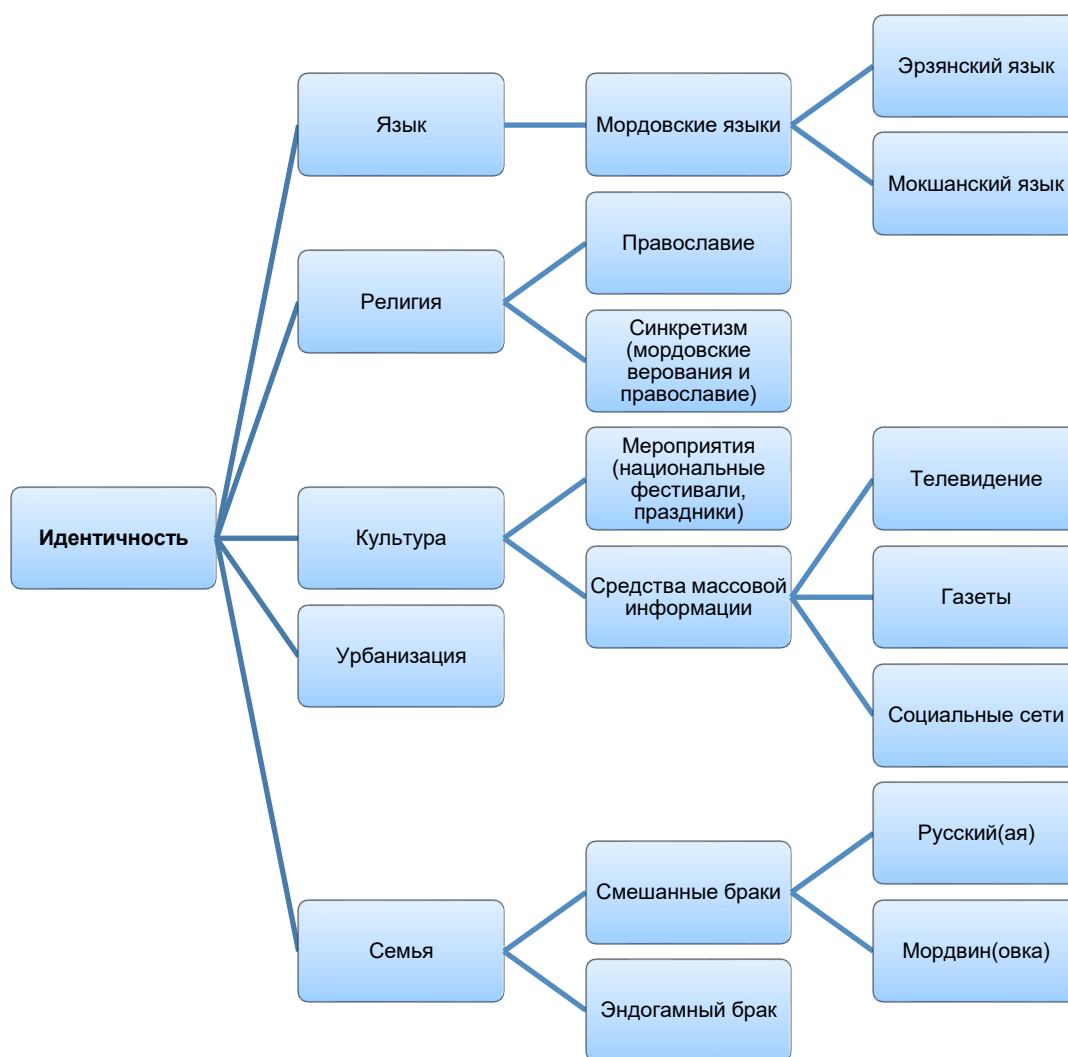 Идентичность
Язык
Мордовские языки
Эрзянский язык
Мокшанский язык
Религия
Православие
Синкретизм
(мордовские
верования и
православие)
Культура
Мероприятия
(национальные
фестивали,
праздники)
Средства массовой
информации
Телевидение
Газеты
Социальные сети
Урбанизация
Семья
Смешанные браки
Русский(ая)
Мордвин(овка)
Эндогамный брак